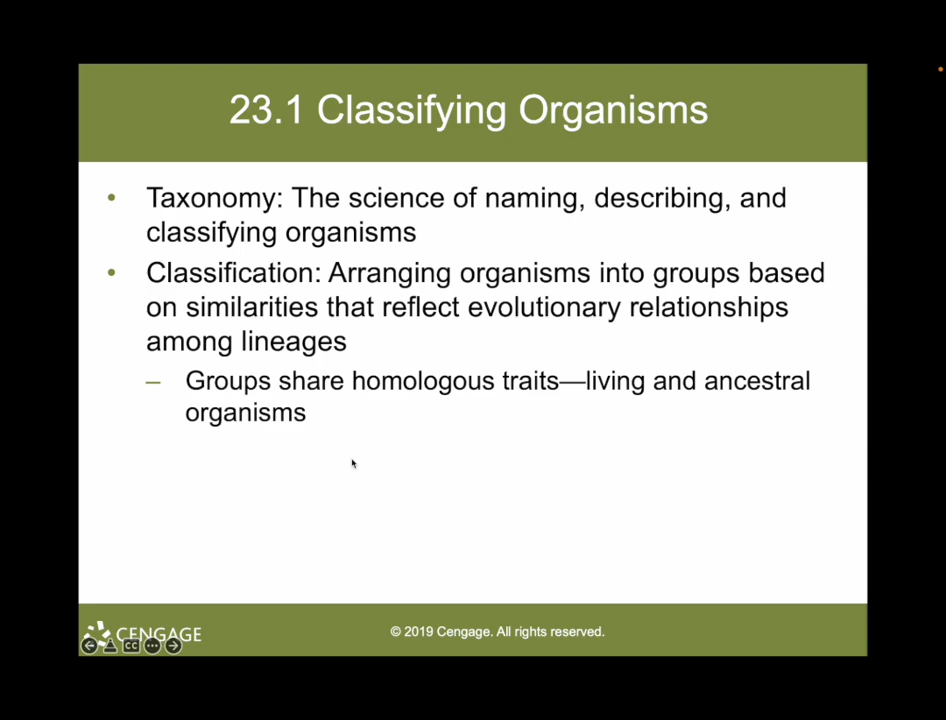 23.1 Classifying Organisms
• Taxonomy: The science of naming, describing, and
classifying organisms
• Classification: Arranging organisms into groups based
on similarities that reflect evolutionary relationships
among lineages
– Groups share homologous traits—living and ancestral
organisms
CENGAGE
© 2019 Cengage. All rights reserved.
CC